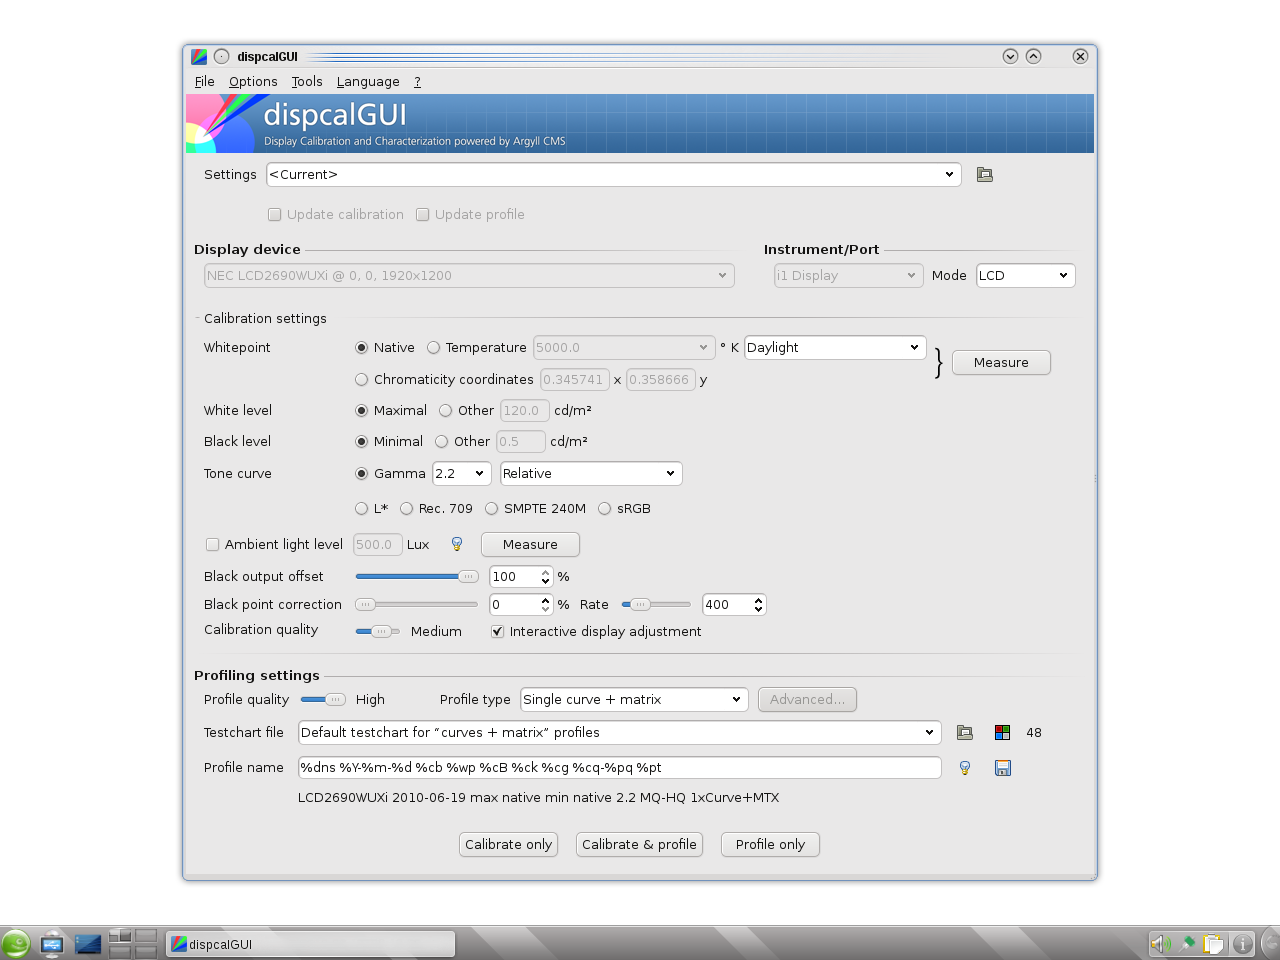 dispcalGUI
File Options Tools Language ?
dispcalGUI
Display Calibration and Characterization powered by Argyll CMS
Settings <Current>
Update calibration Update profile
Display device Instrument/Port
NEC LCD2690WUXi @ 0, 0, 1920x1200 i1 Display Mode LCD
Calibration settings
Whitepoint Native Temperature 5000.0 ° K Daylight } Measure
Chromaticity coordinates 0.345741 x 0.358666 y
White level Maximal Other 120.0 cd/m²
Black level Minimal Other 0.5 cd/m²
Tone curve Gamma 2.2 Relative
L* Rec. 709 SMPTE 240M sRGB
Ambient light level 500.0 Lux Measure
Black output offset 100 %
Black point correction 0 % Rate 400
Calibration quality Medium Interactive display adjustment
Profiling settings
Profile quality High Profile type Single curve + matrix Advanced...
Testchart file Default testchart for “curves + matrix” profiles 48
Profile name %dns %Y-%m-%d %cb %wp %cB %ck %cg %cq-%pq %pt
LCD2690WUXi 2010-06-19 max native min native 2.2 MQ-HQ 1xCurve+MTX
Calibrate only Calibrate & profile Profile only
dispcalGUI